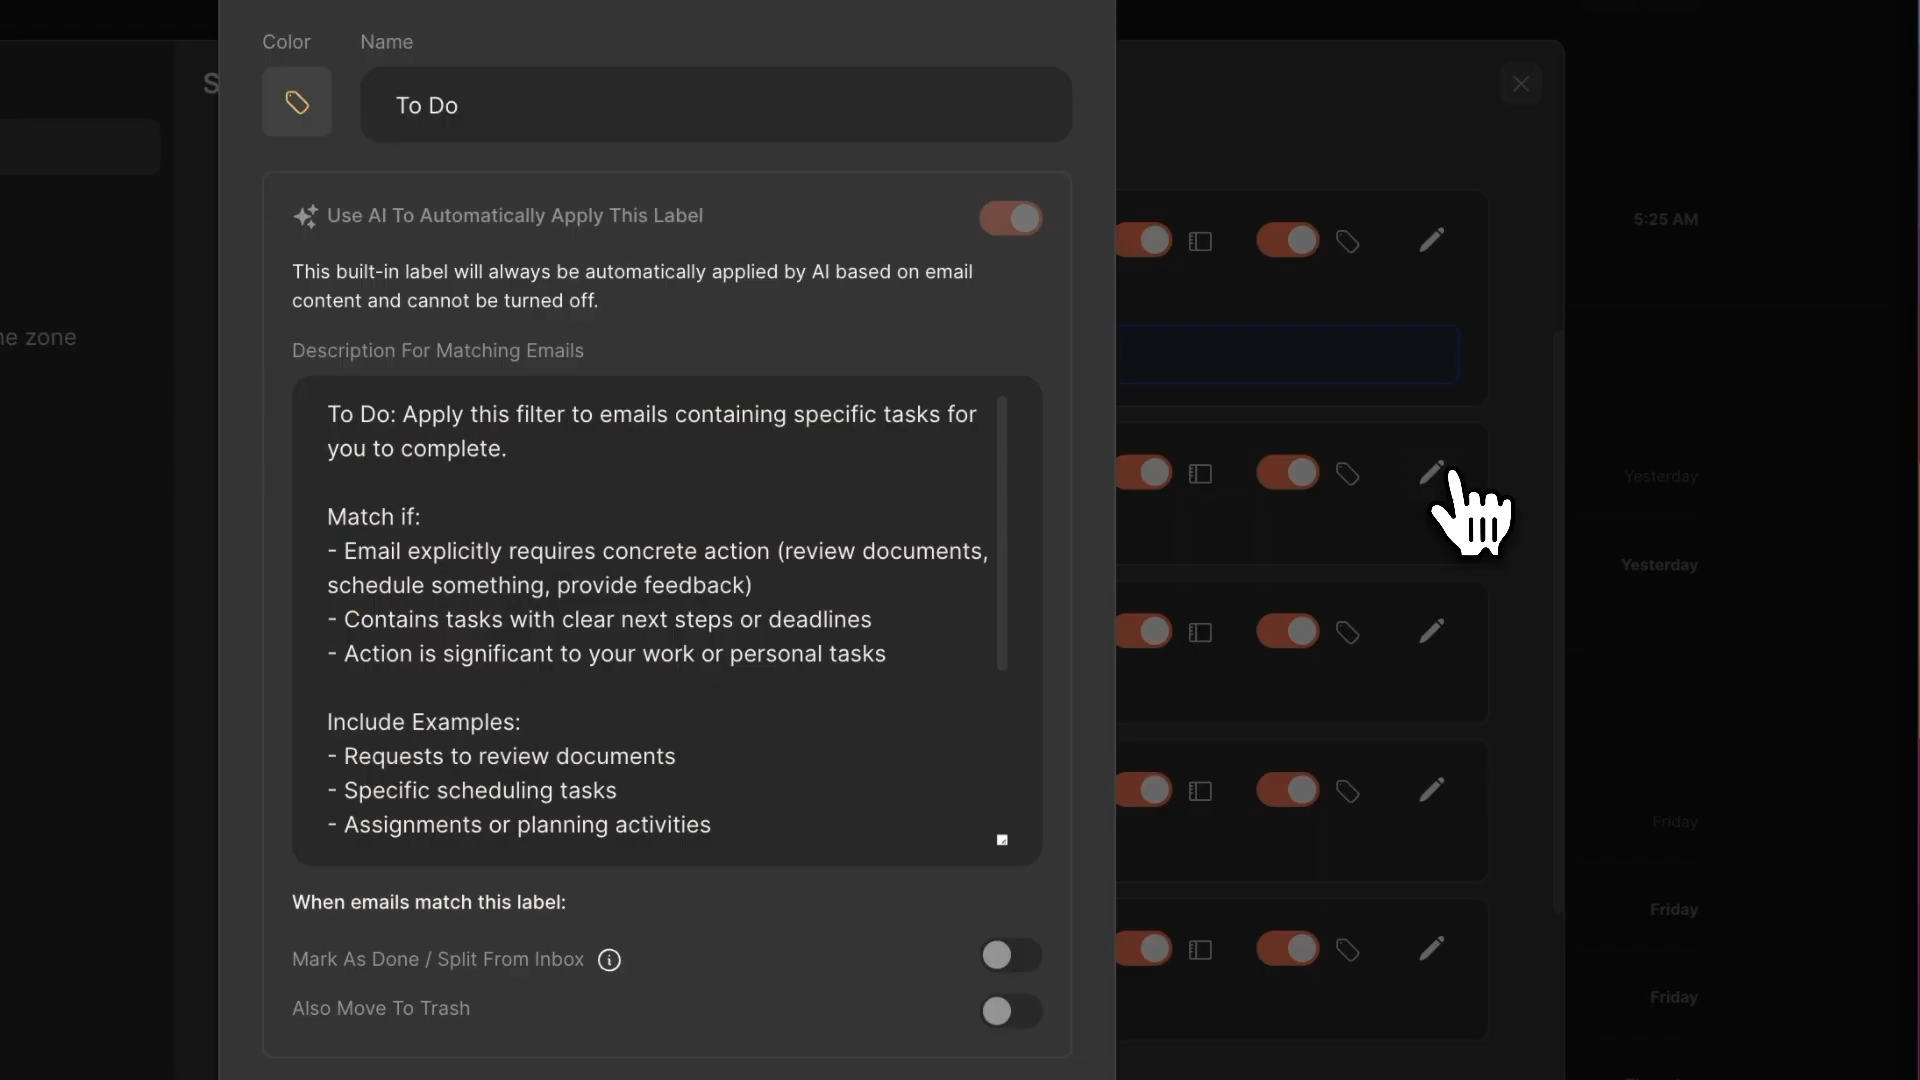 Color
Name
S
To Do
Use AI To Automatically Apply This Label
5:25 AM
This built-in label will always be automatically applied by AI based on email
content and cannot be turned off.
ne zone
Description For Matching Emails
To Do: Apply this filter to emails containing specific tasks for
you to complete.
Yesterday
Match if:
- Email explicitly requires concrete action (review documents,
schedule something, provide feedback)
Yesterday
- Contains tasks with clear next steps or deadlines
- Action is significant to your work or personal tasks
Include Examples:
- Requests to review documents
- Specific scheduling tasks
- Assignments or planning activities
Friday
When emails match this label:
Friday
Mark As Done / Split From Inbox
Also Move To Trash
Friday